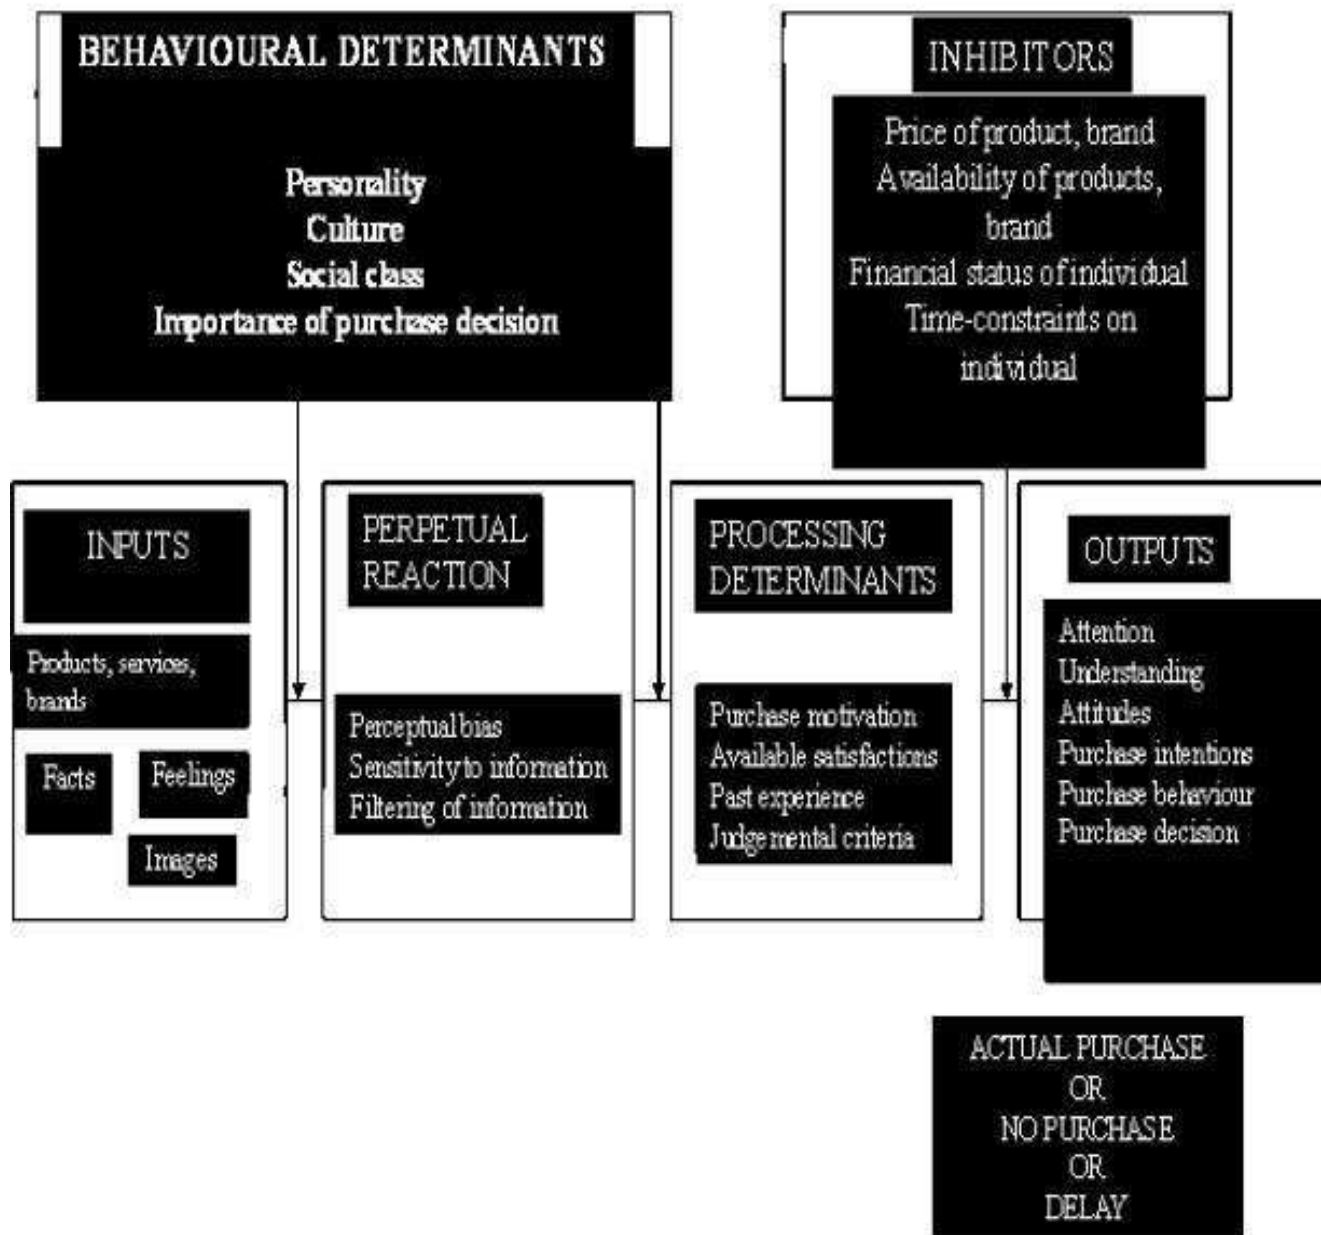 BEHAVIOURAL DETERMINANTS
Personality
Culture
Social class
Importance of purchase decision
INHIBITORS
Price of product, brand
Availability of products,
brand
Financial status of individual
Time-constraints on
individual
INPUTS
Products, services,
brands
Facts
Feelings
Images
PERPETUAL
REACTION
Perceptual bias
Sensitivity to information
Filtering of information
PROCESSING
DETERMINANTS
Purchase motivation
Available satisfactions
Past experience
Judgemental criteria
OUTPUTS
Attention
Understanding
Attitudes
Purchase intentions
Purchase behaviour
Purchase decision
ACTUAL PURCHASE
OR
NO PURCHASE
OR
DELAY